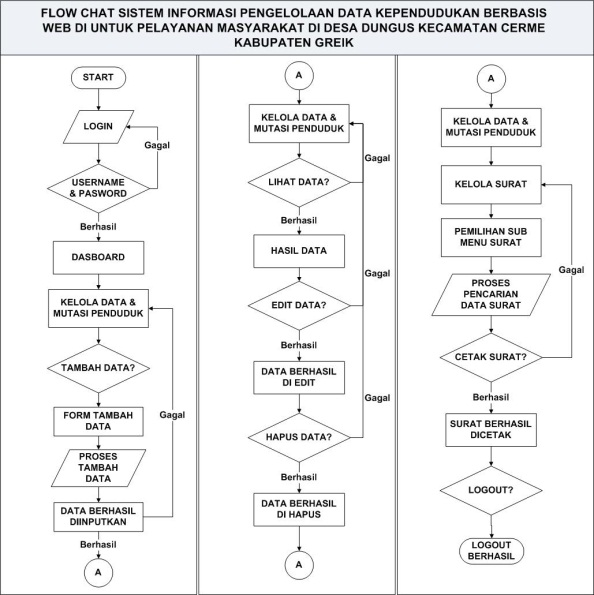 FLOW CHAT SISTEM INFORMASI PENGELOLAAN DATA KEPENDUDUKAN BERBASIS
WEB DI UNTUK PELAYANAN MASYARAKAT DI DESA DUNGUS KECAMATAN CERME
KABUPATEN GREIK
START
LOGIN
Gagal
USERNAME
& PASWORD
Berhasil
DASBOARD
KELOLA DATA &
MUTASI PENDUDUK
TAMBAH DATA?
FORM TAMBAH
DATA
Gagal
PROSES
TAMBAH
DATA
DATA BERHASIL
DIINPUTKAN
Berhasil
A
A
KELOLA DATA &
MUTASI PENDUDUK
Gagal
LIHAT DATA?
Berhasil
HASIL DATA
Gagal
EDIT DATA?
Berhasil
DATA BERHASIL
DI EDIT
Gagal
HAPUS DATA?
Berhasil
DATA BERHASIL
DI HAPUS
A
A
KELOLA DATA &
MUTASI PENDUDUK
KELOLA SURAT
PEMILIHAN SUB
MENU SURAT
Gagal
PROSES
PENCARIAN
DATA SURAT
CETAK SURAT?
Berhasil
SURAT BERHASIL
DICETAK
LOGOUT?
LOGOUT
BERHASIL